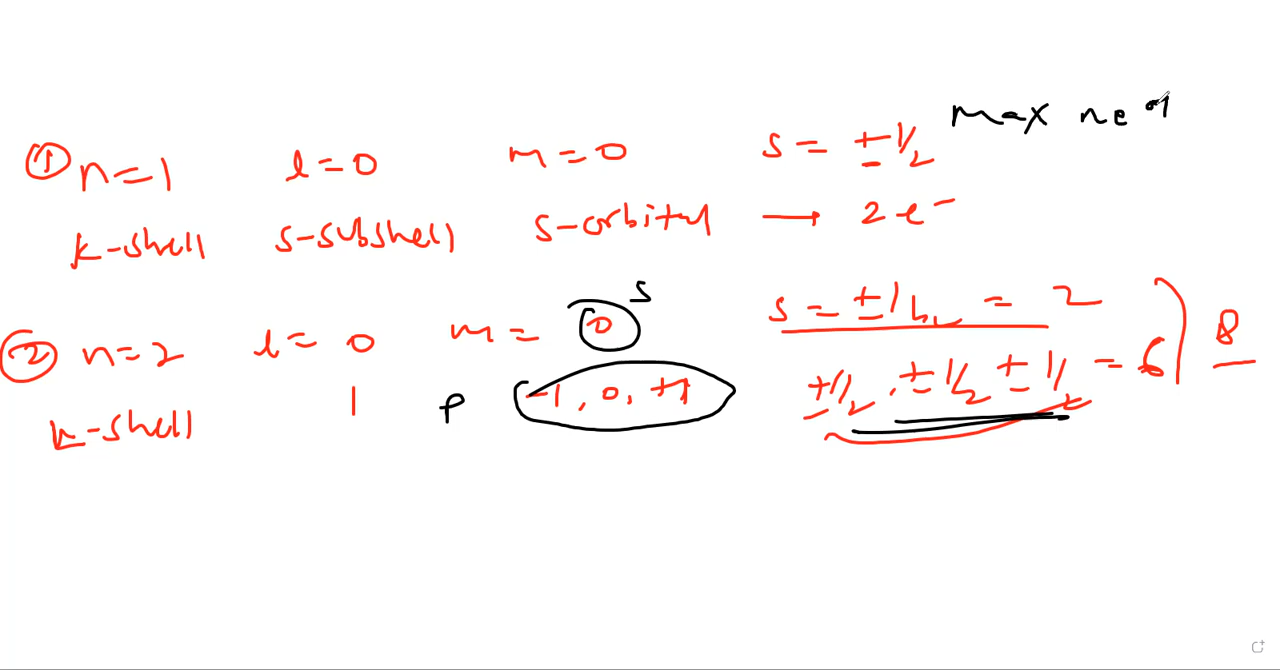 max no of
① n=1 l=0 m=0 s = ±1/2
k-shell s-subshell s-orbital → 2e⁻
s
② n=2 l= 0 m = 0 s = ±1/2 = 2
8
1 p -1, 0, +1 ±1/2, ±1/2 ±1/2 = 6
k-shell